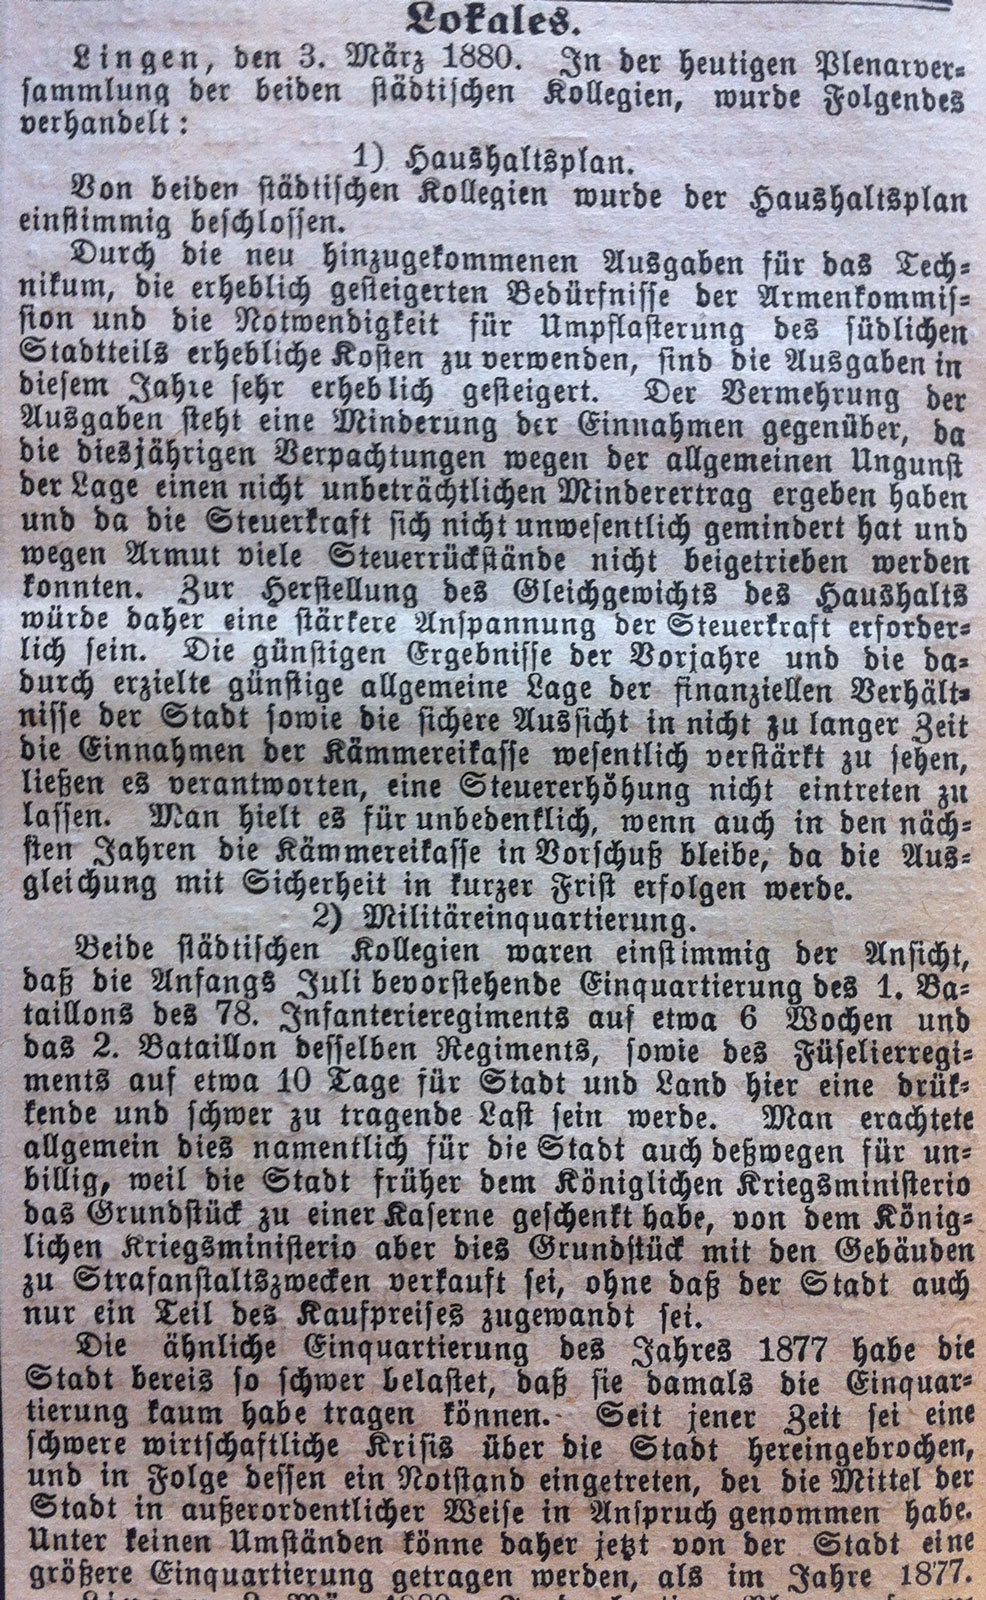 Lokales.
Lingen, den 3. März 1880. In der heutigen Plenarver-
sammlung der beiden städtischen Kollegien, wurde Folgendes
verhandelt:
1) Haushaltsplan.
Von beiden städtischen Kollegien wurde der Haushaltsplan
einstimmig beschlossen.
Durch die neu hinzugekommenen Ausgaben für das Tech-
nikum, die erheblich gesteigerten Bedürfnisse der Armenkommis-
sion und die Notwendigkeit für Umpflasterung des südlichen
Stadtteils erhebliche Kosten zu verwenden, sind die Ausgaben in
diesem Jahre sehr erheblich gesteigert. Der Vermehrung der
Ausgaben steht eine Minderung der Einnahmen gegenüber, da
die diesjährigen Verpachtungen wegen der allgemeinen Ungunst
der Lage einen nicht unbeträchtlichen Minderertrag ergeben haben
und da die Steuerkraft sich nicht unwesentlich gemindert hat und
wegen Armut viele Steuerrückstände nicht beigetrieben werden
konnten. Zur Herstellung des Gleichgewichts des Haushalts
würde daher eine stärkere Anspannung der Steuerkraft erforder-
lich sein. Die günstigen Ergebnisse der Vorjahre und die da-
durch erzielte günstige allgemeine Lage der finanziellen Verhält-
nisse der Stadt sowie die sichere Aussicht in nicht zu langer Zeit
die Einnahmen der Kämmereikasse wesentlich verstärkt zu sehen,
ließen es verantworten, eine Steuererhöhung nicht eintreten zu
lassen. Man hielt es für unbedenklich, wenn auch in den näch-
sten Jahren die Kämmereikasse in Vorschuß bleibe, da die Aus-
gleichung mit Sicherheit in kurzer Frist erfolgen werde.
2) Militäreinquartierung.
Beide städtischen Kollegien waren einstimmig der Ansicht,
daß die Anfangs Juli bevorstehende Einquartierung des 1. Ba-
taillons des 78. Infanterieregiments auf etwa 6 Wochen und
das 2. Bataillon desselben Regiments, sowie des Füselierregi-
ments auf etwa 10 Tage für Stadt und Land hier eine drük-
kende und schwer zu tragende Last sein werde. Man erachtete
allgemein dies namentlich für die Stadt auch deßwegen für un-
billig, weil die Stadt früher dem Königlichen Kriegsministerio
das Grundstück zu einer Kaserne geschenkt habe, von dem König-
lichen Kriegsministerio aber dies Grundstück mit den Gebäuden
zu Strafanstaltszwecken verkauft sei, ohne daß der Stadt auch
nur ein Teil des Kaufpreises zugewandt sei.
Die ähnliche Einquartierung des Jahres 1877 habe die
Stadt bereis so schwer belastet, daß sie damals die Einquar-
tierung kaum habe tragen können. Seit jener Zeit sei eine
schwere wirtschaftliche Krisis über die Stadt hereingebrochen,
und in Folge dessen ein Notstand eingetreten, der die Mittel der
Stadt in außerordentlicher Weise in Anspruch genommen habe.
Unter keinen Umständen könne daher jetzt von der Stadt eine
größere Einquartierung getragen werden, als im Jahre 1877.